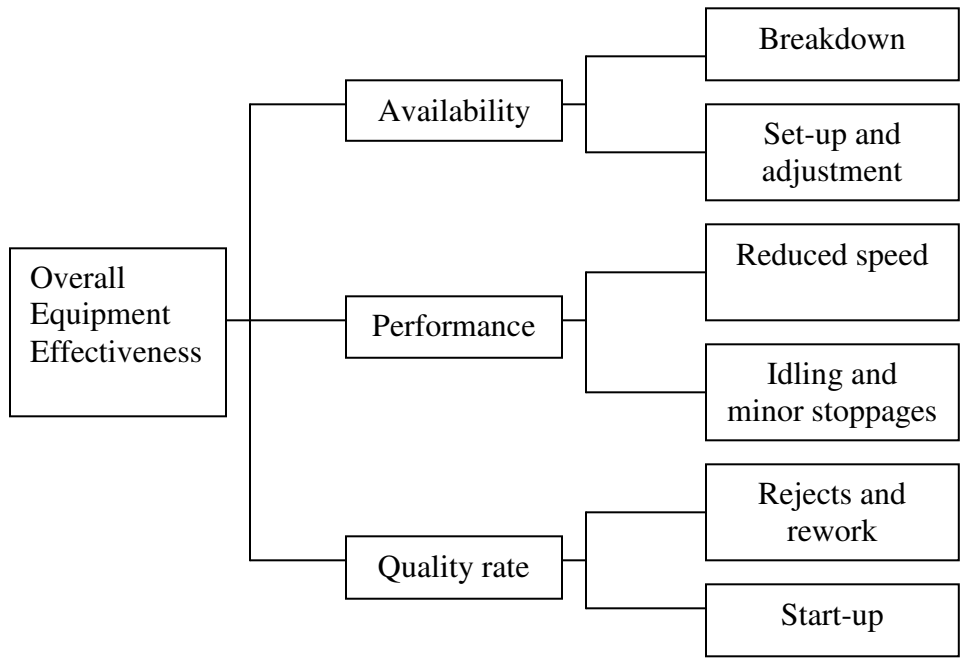 Overall
Equipment
Effectiveness
Availability
Breakdown
Set-up and
adjustment
Performance
Reduced speed
Idling and
minor stoppages
Quality rate
Rejects and
rework
Start-up